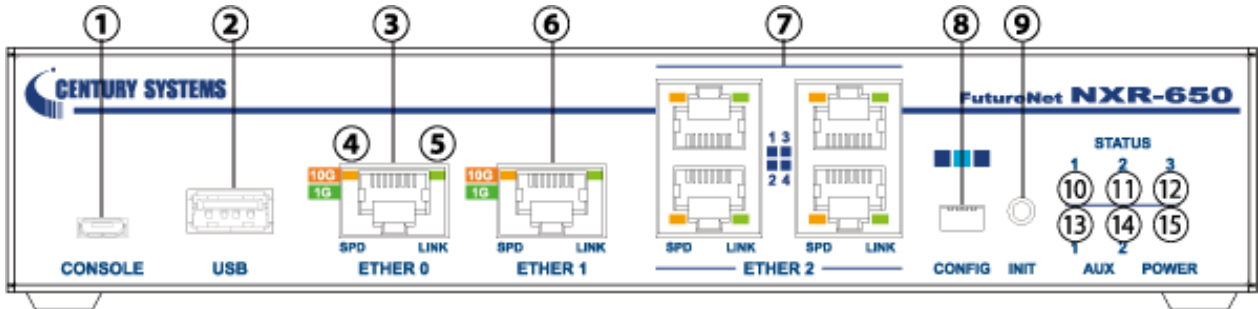 ① ② ③ ⑥ ⑦ ⑧ ⑨
CENTURY SYSTEMS
FutureNet NXR-650
④ ⑤
1 3
2 4
STATUS
1 2 3
10G 10G
1G 1G
⑩ ⑪ ⑫
⑬ ⑭ ⑮
1 2
SPD LINK SPD LINK SPD LINK SPD LINK
CONSOLE USB ETHER 0 ETHER 1 ETHER 2 CONFIG INIT AUX POWER